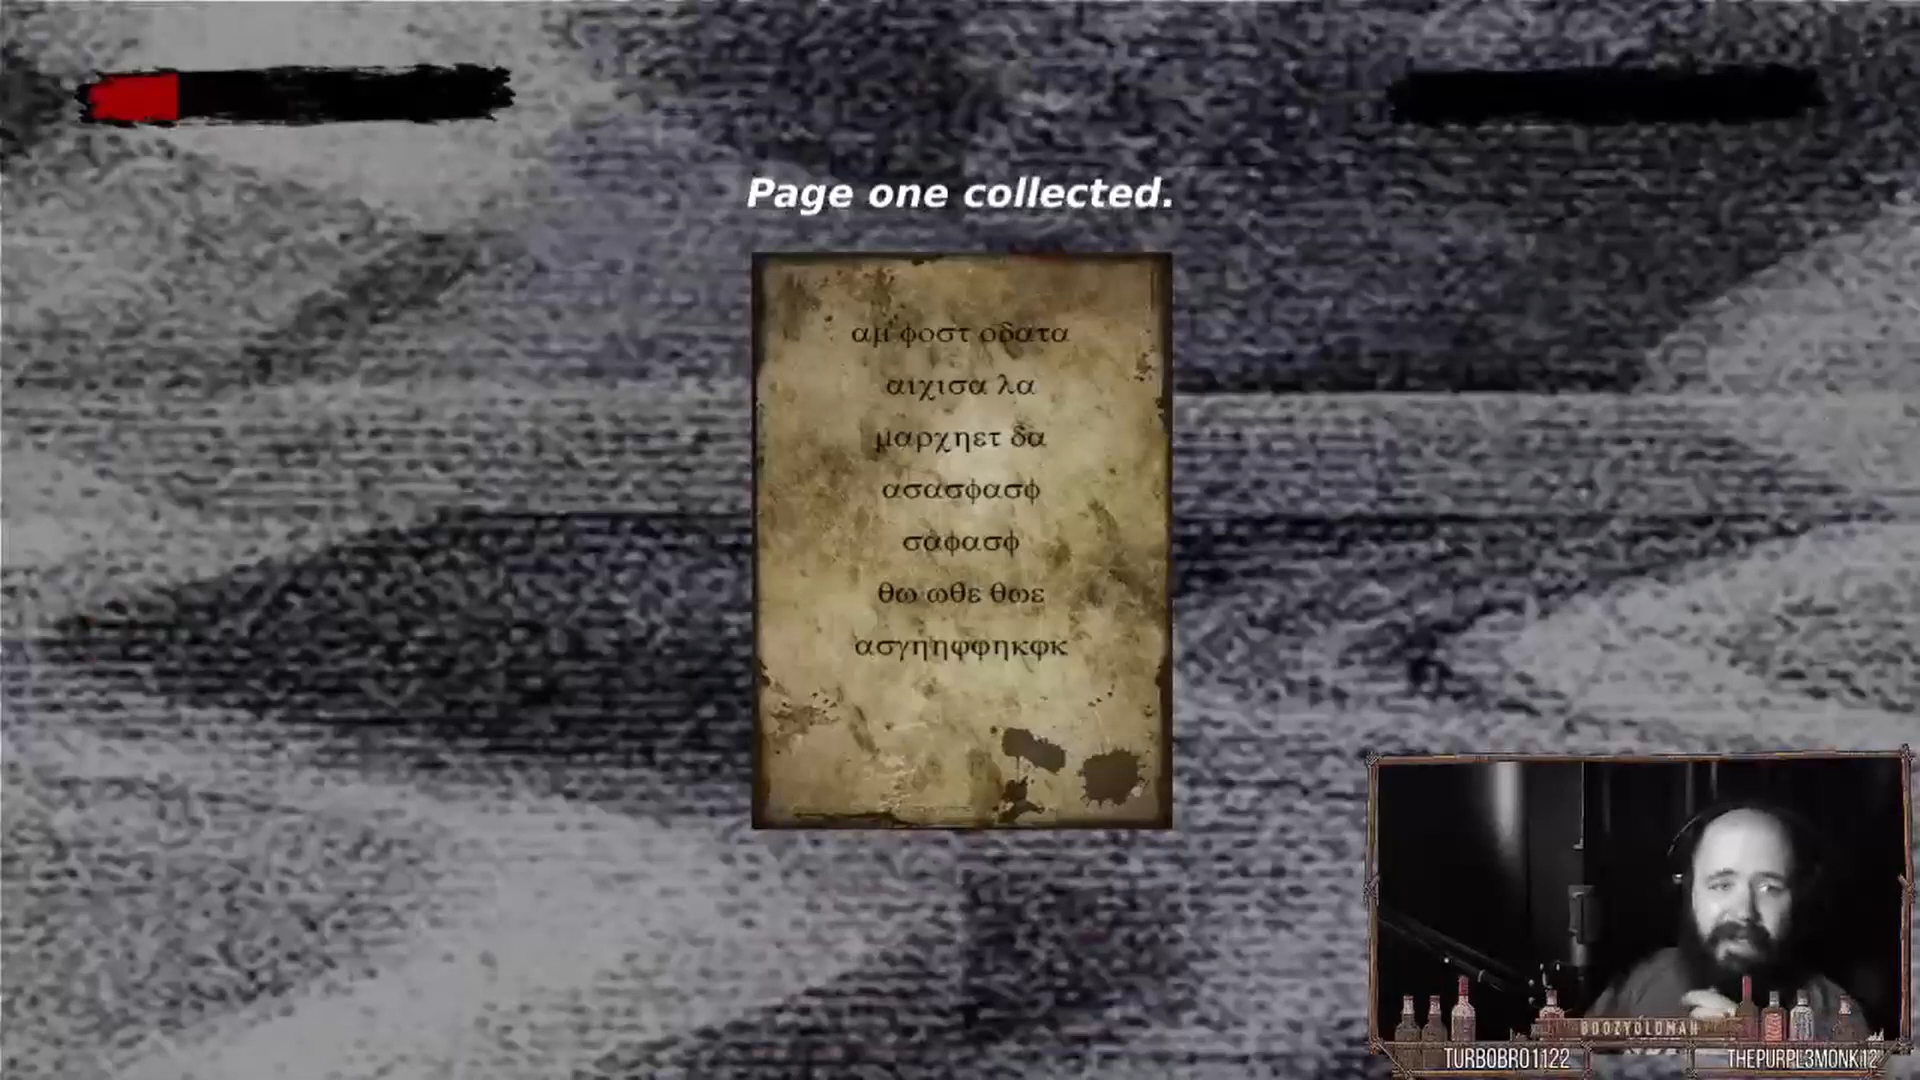 Page one collected.
αμ φοστ οδατα
αιχισα λα
μαρχηετ δα
ασασφασφ
σαφασφ
θω ωθε θωε
ασγηηφφηκφκ
BOOZYOLDMAN
TURBOBRO1122
THEPURPL3MONK12